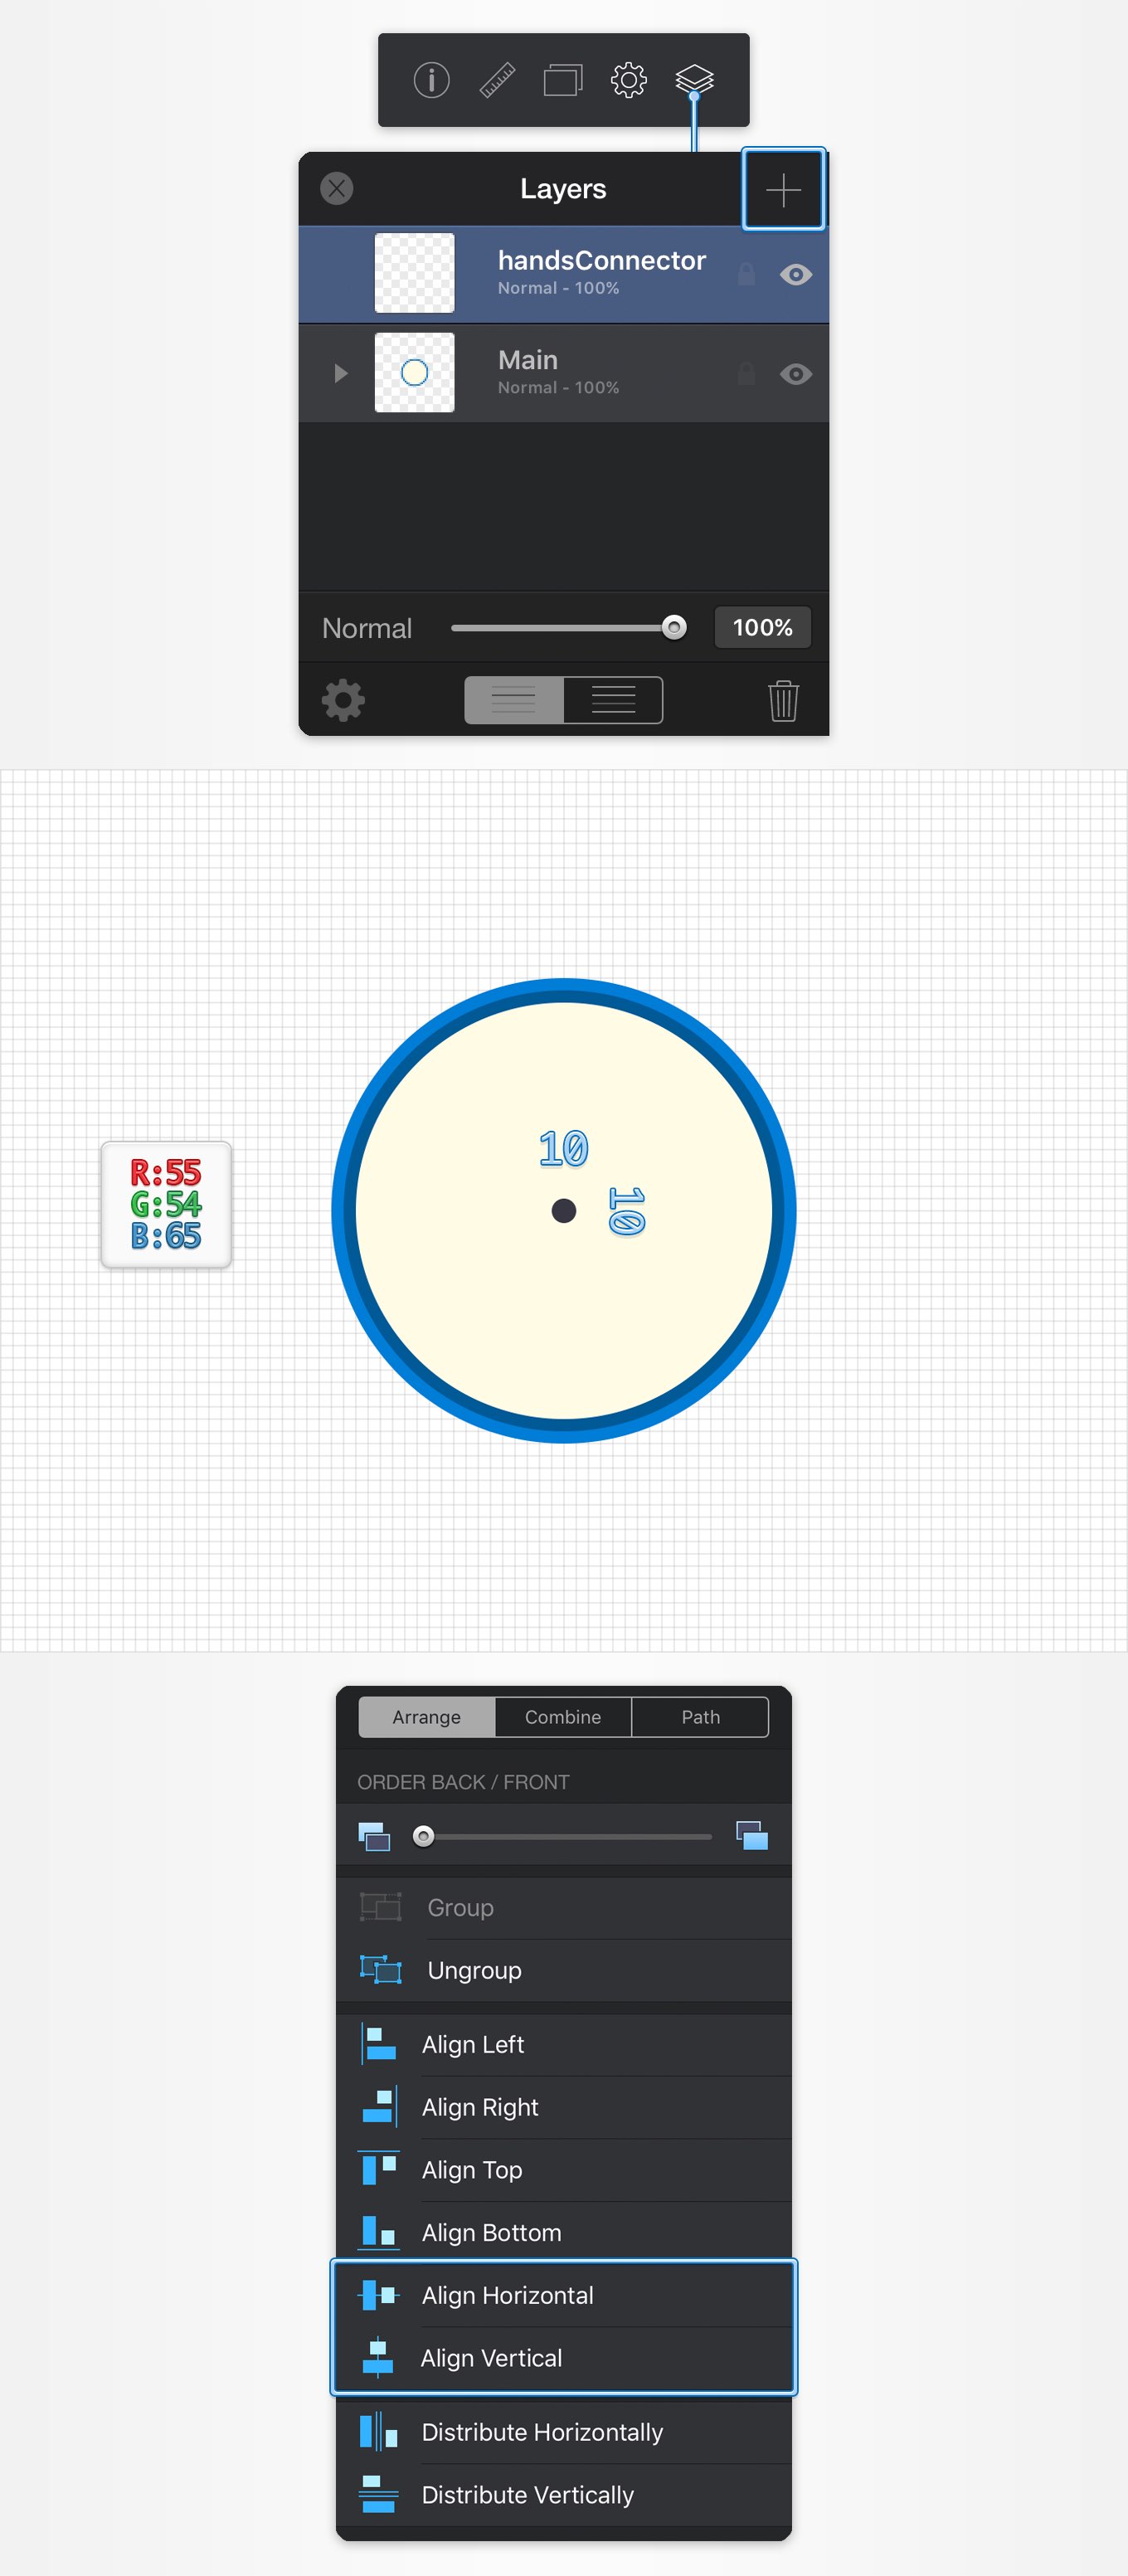 Layers
handsConnector
Normal - 100%
Main
Normal - 100%
Normal
100%
10
10
R:55
G:54
B:65
Arrange
Combine
Path
ORDER BACK / FRONT
Group
Ungroup
Align Left
Align Right
Align Top
Align Bottom
Align Horizontal
Align Vertical
Distribute Horizontally
Distribute Vertically